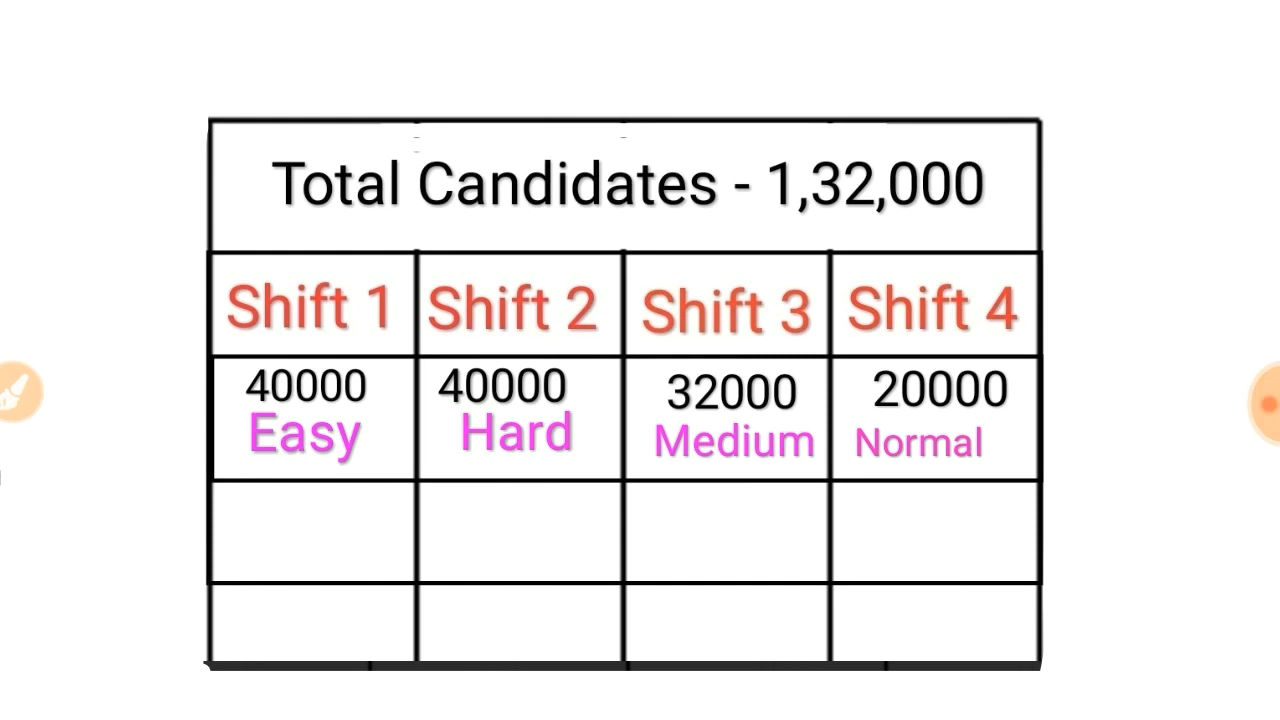 Total Candidates - 1,32,000
Shift 1 Shift 2 Shift 3 Shift 4
40000 40000 32000 20000
Easy Hard Medium Normal